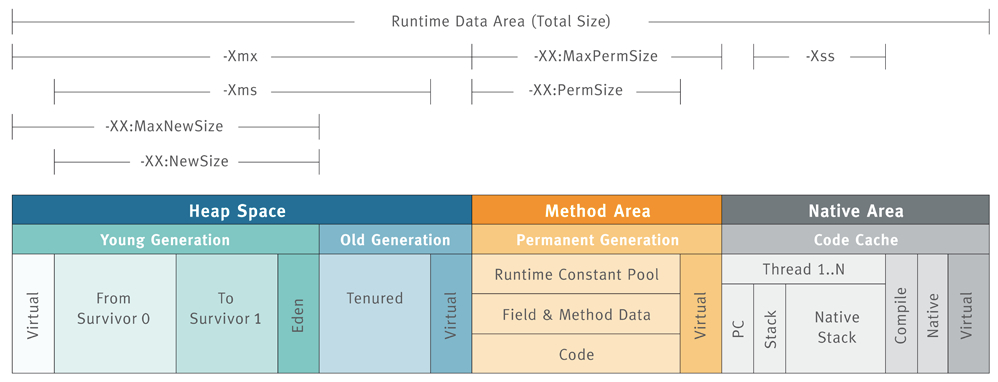 Runtime Data Area (Total Size)
-Xmx
-XX:MaxPermSize
-Xss
-Xms
-XX:PermSize
-XX:MaxNewSize
-XX:NewSize
Heap Space
Method Area
Native Area
Young Generation
Old Generation
Permanent Generation
Code Cache
Virtual
From
Survivor 0
To
Survivor 1
Eden
Tenured
Virtual
Runtime Constant Pool
Field & Method Data
Code
Virtual
Thread 1..N
PC
Stack
Native
Stack
Compile
Native
Virtual